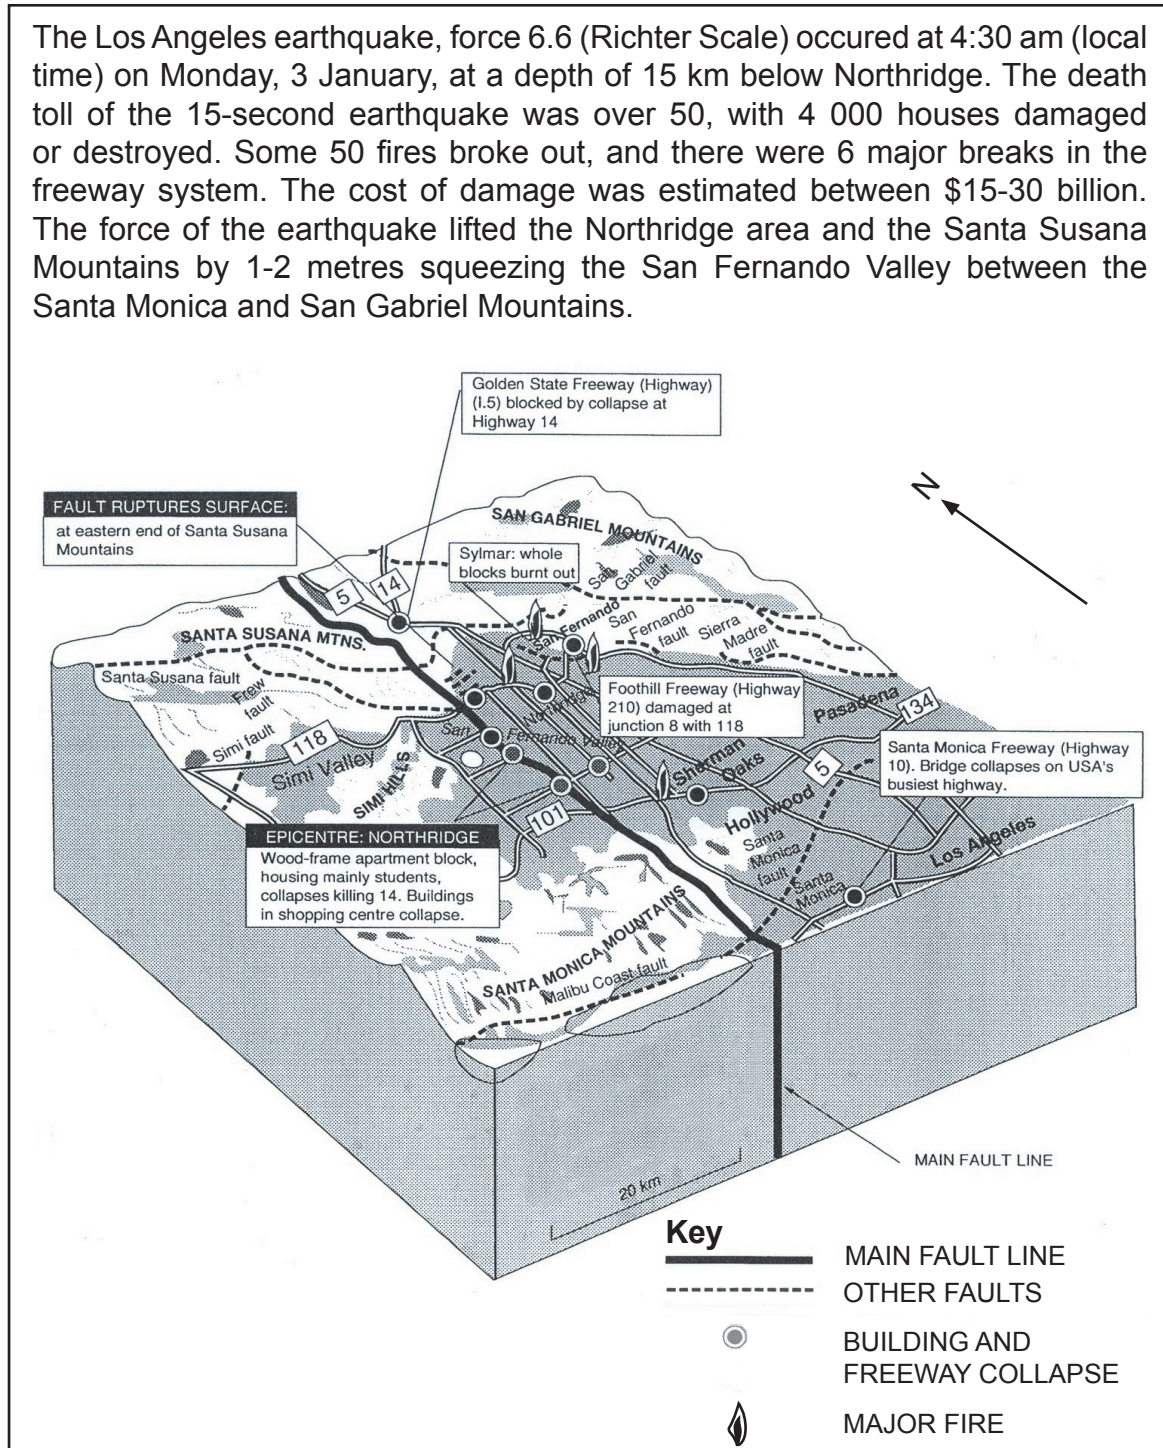 The Los Angeles earthquake, force 6.6 (Richter Scale) occured at 4:30 am (local
time) on Monday, 3 January, at a depth of 15 km below Northridge. The death
toll of the 15-second earthquake was over 50, with 4 000 houses damaged
or destroyed. Some 50 fires broke out, and there were 6 major breaks in the
freeway system. The cost of damage was estimated between $15-30 billion.
The force of the earthquake lifted the Northridge area and the Santa Susana
Mountains by 1-2 metres squeezing the San Fernando Valley between the
Santa Monica and San Gabriel Mountains.
Golden State Freeway (Highway)
(I.5) blocked by collapse at
Highway 14
N
FAULT RUPTURES SURFACE:
at eastern end of Santa Susana
Mountains
SAN GABRIEL MOUNTAINS
Sylmar: whole
blocks burnt out
San
Gabriel
fault
5
14
San Fernando
San
Fernando
fault
Sierra
Madre
fault
SANTA SUSANA MTNS.
Santa Susana fault
Frew
fault
Simi fault
118
Simi Valley
SIMI HILLS
Northridge
San Fernando Valley
Foothill Freeway (Highway
210) damaged at
junction 8 with 118
Pasadena
134
Santa Monica Freeway (Highway
10). Bridge collapses on USA's
busiest highway.
Sherman
Oaks
5
Hollywood
101
Santa
Monica
fault
Los Angeles
Santa
Monica
EPICENTRE: NORTHRIDGE
Wood-frame apartment block,
housing mainly students,
collapses killing 14. Buildings
in shopping centre collapse.
SANTA MONICA MOUNTAINS
Malibu Coast fault
MAIN FAULT LINE
20 km
Key
MAIN FAULT LINE
OTHER FAULTS
BUILDING AND
FREEWAY COLLAPSE
MAJOR FIRE